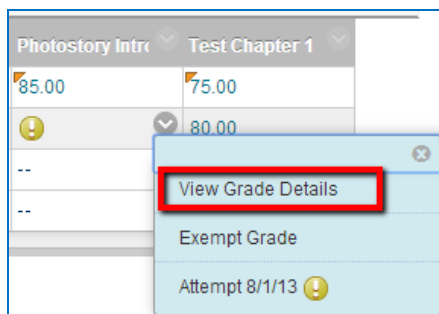 Photostory Intro Test Chapter 1
85.00 75.00
80.00
--
--
View Grade Details
Exempt Grade
Attempt 8/1/13